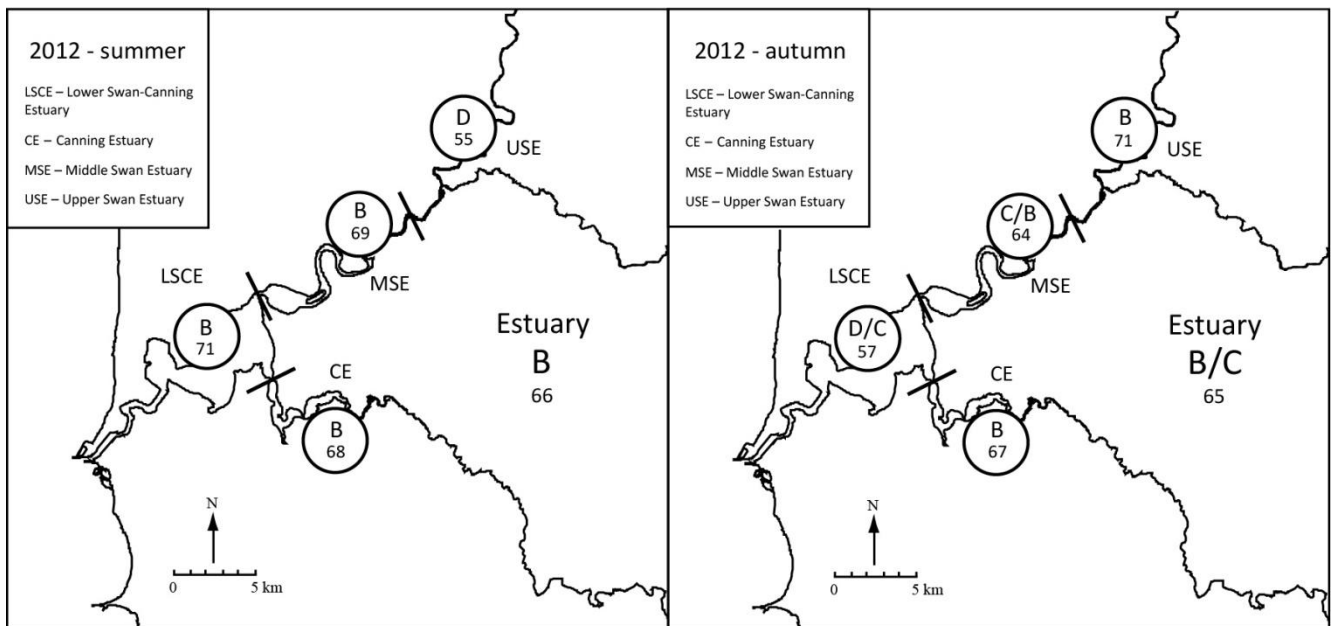 2012 - summer
LSCE – Lower Swan-Canning
Estuary
CE – Canning Estuary
MSE – Middle Swan Estuary
USE – Upper Swan Estuary
D
55
USE
B
69
MSE
LSCE
B
71
Estuary
B
66
CE
B
68
N
0 5 km
2012 - autumn
LSCE – Lower Swan-Canning
Estuary
CE – Canning Estuary
MSE – Middle Swan Estuary
USE – Upper Swan Estuary
B
71
USE
C/B
64
MSE
LSCE
D/C
57
Estuary
B/C
65
CE
B
67
N
0 5 km